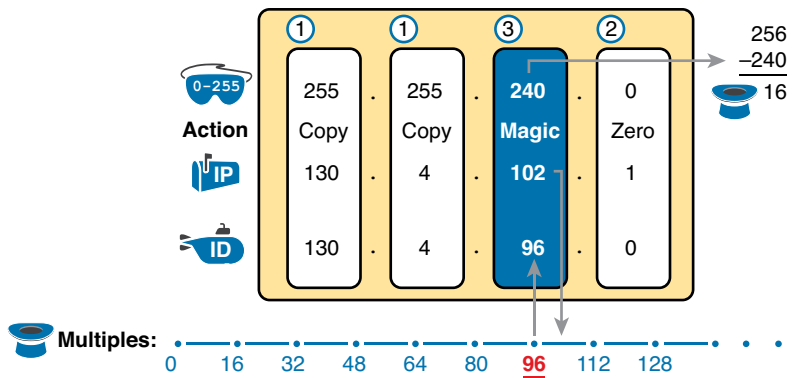 1 1 3 2
256
–240
16
0-255 255 . 255 . 240 . 0
Action Copy Copy Magic Zero
IP 130 . 4 . 102 . 1
ID 130 . 4 . 96 . 0
Multiples:
0 16 32 48 64 80 96 112 128